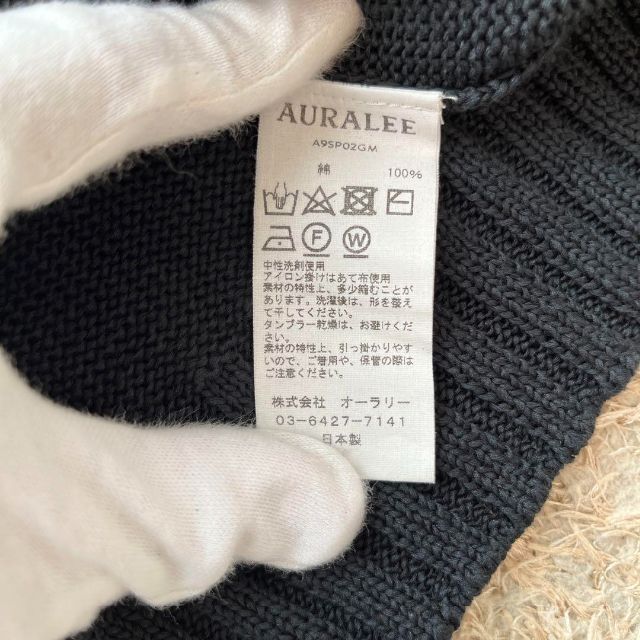 AURALEE
A9SP02GM
綿 100%
F W
中性洗剤使用
アイロン掛けはあて布使用
素材の特性上、多少縮むことが
あります。洗濯後は、形を整え
て干してください。
タンブラー乾燥は、お避けくだ
さい。
素材の特性上、引っ掛かりやす
いので、ご着用や、保管の際は
ご注意ください。
株式会社 オーラリー
03-6427-7141
日本製